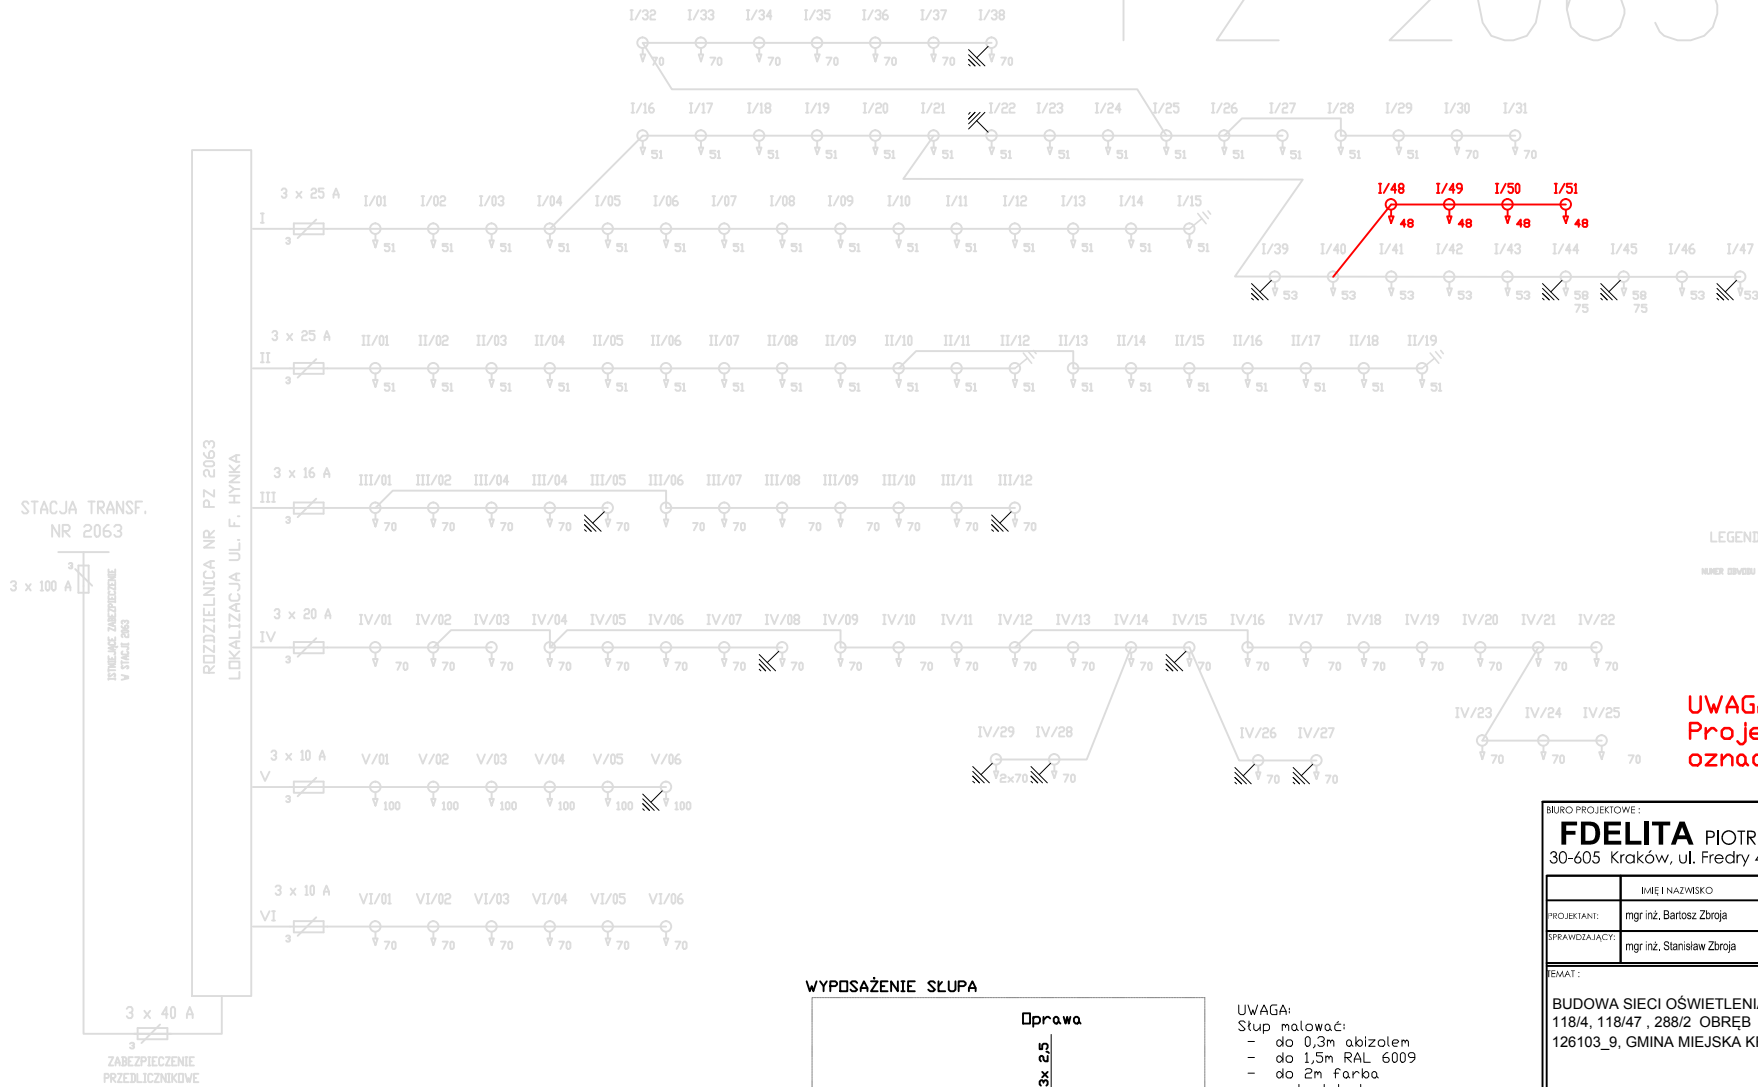 I/32 I/33 I/34 I/35 I/36 I/37 I/38
70 70 70 70 70 70 70
I/16 I/17 I/18 I/19 I/20 I/21 I/22 I/23 I/24 I/25 I/26 I/27 I/28 I/29 I/30 I/31
51 51 51 51 51 51 51 51 51 51 51 51 51 51 70 70
3 x 25 A
I
3
I/01 I/02 I/03 I/04 I/05 I/06 I/07 I/08 I/09 I/10 I/11 I/12 I/13 I/14 I/15
51 51 51 51 51 51 51 51 51 51 51 51 51 51 51
I/48 I/49 I/50 I/51
48 48 48 48
I/39 I/40 I/41 I/42 I/43 I/44 I/45 I/46 I/47
53 53 53 53 53 58 58 53 53
75 75
3 x 25 A
II
3
II/01 II/02 II/03 II/04 II/05 II/06 II/07 II/08 II/09 II/10 II/11 II/12 II/13 II/14 II/15 II/16 II/17 II/18 II/19
51 51 51 51 51 51 51 51 51 51 51 51 51 51 51 51 51 51 51
3 x 16 A
III
3
III/01 III/02 III/04 III/04 III/05 III/06 III/07 III/08 III/09 III/10 III/11 III/12
70 70 70 70 70 70 70 70 70 70 70 70
STACJA TRANSF.
NR 2063
3
3 x 100 A
ISTNIEJĄCE ZABEZPIECZENIE
W STACJI 2063
ROZDZIELNICA NR PZ 2063
LOKALIZACJA UL. F. HYNKA
3 x 20 A
IV
3
IV/01 IV/02 IV/03 IV/04 IV/05 IV/06 IV/07 IV/08 IV/09 IV/10 IV/11 IV/12 IV/13 IV/14 IV/15 IV/16 IV/17 IV/18 IV/19 IV/20 IV/21 IV/22
70 70 70 70 70 70 70 70 70 70 70 70 70 70 70 70 70 70 70 70 70 70
IV/29 IV/28 IV/26 IV/27
2x70 70 70 70
IV/23 IV/24 IV/25
70 70 70
3 x 10 A
V
3
V/01 V/02 V/03 V/04 V/05 V/06
100 100 100 100 100 100
3 x 10 A
VI
3
VI/01 VI/02 VI/03 VI/04 VI/05 VI/06
70 70 70 70 70 70
3 x 40 A
3
ZABEZPIECZENIE
PRZEDLICZNIKOWE
LEGEND
NUMER OBWODU
UWAG
Proje
oznac
WYPOSAŻENIE SŁUPA
Oprawa
3x 2,5
UWAGA:
Słup malować:
- do 0,3m abizolem
- do 1,5m RAL 6009
- do 2m farba
BIURO PROJEKTOWE :
FDELITA PIOTR
30-605 Kraków, ul. Fredry 4
IMIĘ I NAZWISKO
PROJEKTANT: mgr inż. Bartosz Zbroja
SPRAWDZAJĄCY: mgr inż. Stanisław Zbroja
TEMAT :
BUDOWA SIECI OŚWIETLENIA
118/4, 118/47 , 288/2 OBRĘB
126103_9, GMINA MIEJSKA K